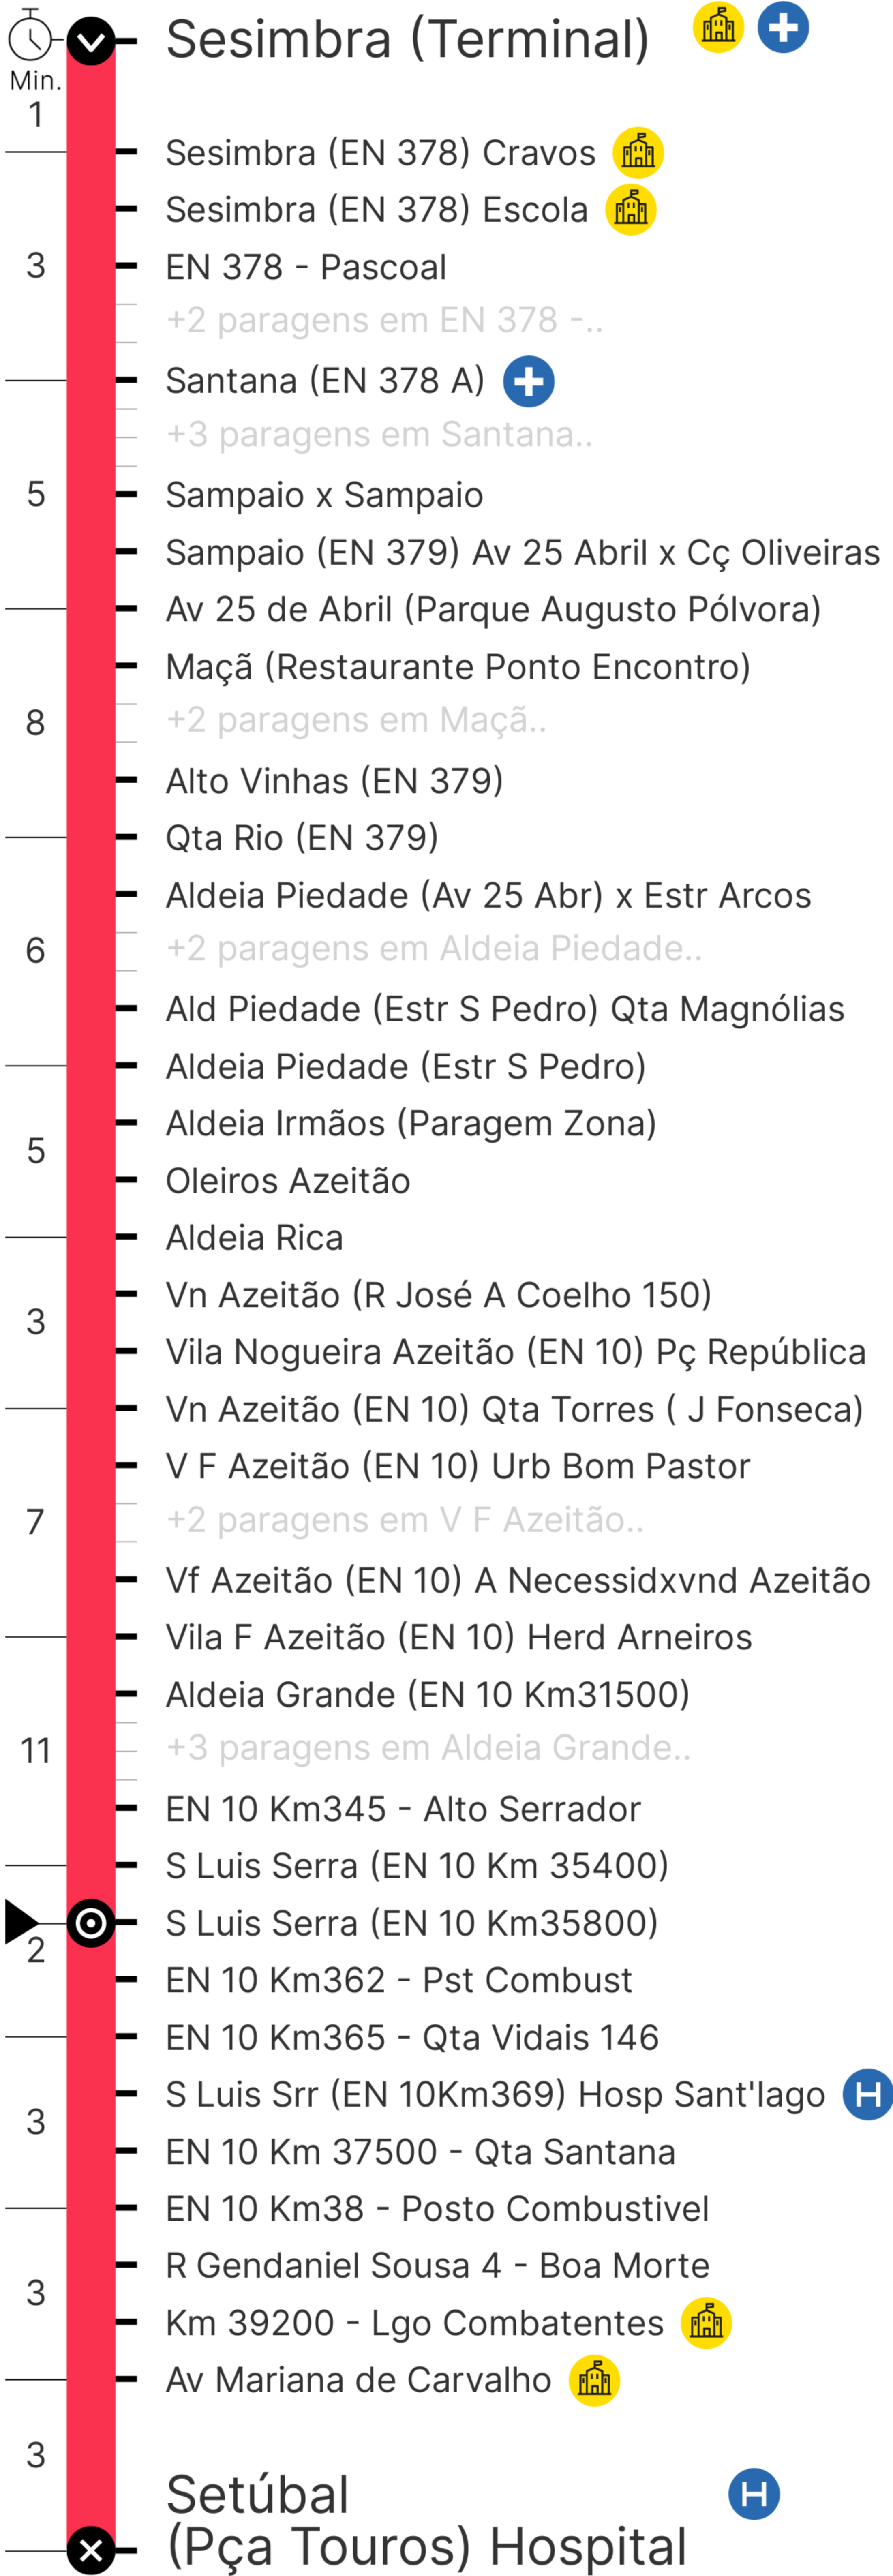 Sesimbra (Terminal)
Min.
1
Sesimbra (EN 378) Cravos
Sesimbra (EN 378) Escola
3
EN 378 - Pascoal
+2 paragens em EN 378 -..
Santana (EN 378 A)
+3 paragens em Santana..
5
Sampaio x Sampaio
Sampaio (EN 379) Av 25 Abril x Cç Oliveiras
Av 25 de Abril (Parque Augusto Pólvora)
Maçã (Restaurante Ponto Encontro)
8
+2 paragens em Maçã..
Alto Vinhas (EN 379)
Qta Rio (EN 379)
Aldeia Piedade (Av 25 Abr) x Estr Arcos
6
+2 paragens em Aldeia Piedade..
Ald Piedade (Estr S Pedro) Qta Magnólias
Aldeia Piedade (Estr S Pedro)
Aldeia Irmãos (Paragem Zona)
5
Oleiros Azeitão
Aldeia Rica
Vn Azeitão (R José A Coelho 150)
3
Vila Nogueira Azeitão (EN 10) Pç República
Vn Azeitão (EN 10) Qta Torres ( J Fonseca)
V F Azeitão (EN 10) Urb Bom Pastor
7
+2 paragens em V F Azeitão..
Vf Azeitão (EN 10) A Necessidxvnd Azeitão
Vila F Azeitão (EN 10) Herd Arneiros
Aldeia Grande (EN 10 Km31500)
11
+3 paragens em Aldeia Grande..
EN 10 Km345 - Alto Serrador
S Luis Serra (EN 10 Km 35400)
S Luis Serra (EN 10 Km35800)
2
EN 10 Km362 - Pst Combust
EN 10 Km365 - Qta Vidais 146
S Luis Srr (EN 10Km369) Hosp Sant'Iago H
3
EN 10 Km 37500 - Qta Santana
EN 10 Km38 - Posto Combustivel
R Gendaniel Sousa 4 - Boa Morte
3
Km 39200 - Lgo Combatentes
Av Mariana de Carvalho
3
Setúbal H
(Pça Touros) Hospital